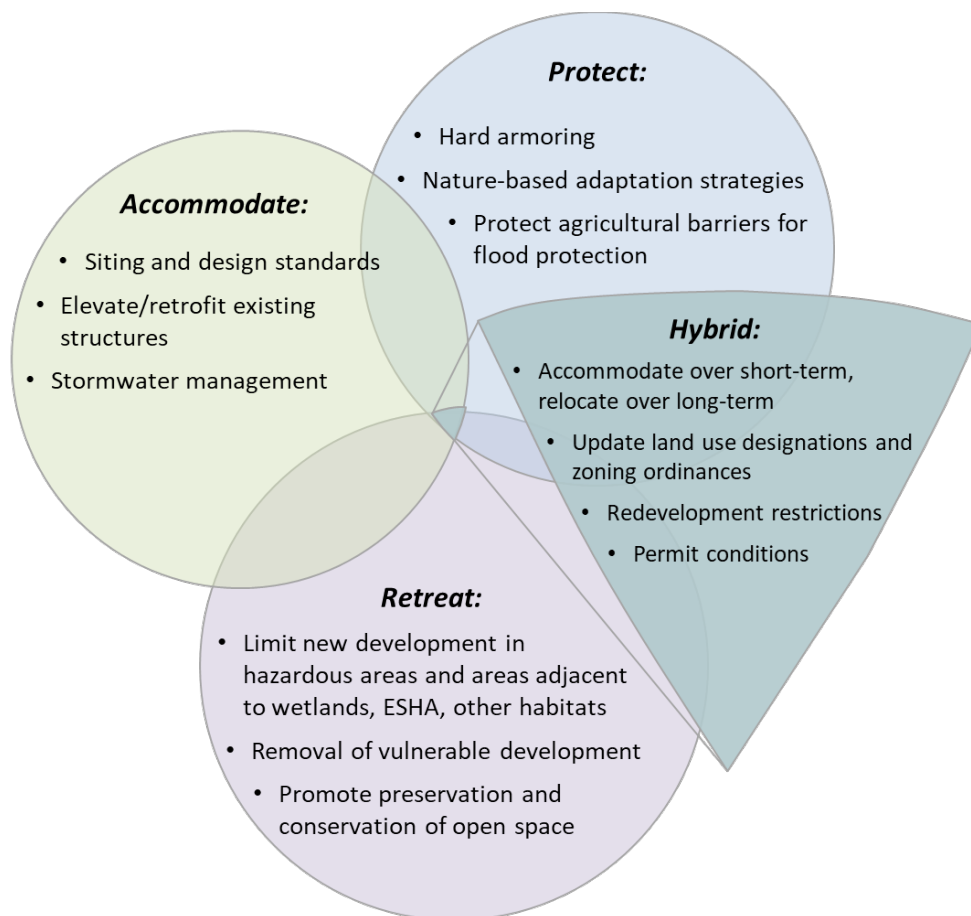 Protect:
• Hard armoring
• Nature-based adaptation strategies
• Protect agricultural barriers for
flood protection
Accommodate:
• Siting and design standards
• Elevate/retrofit existing
structures
• Stormwater management
Hybrid:
• Accommodate over short-term,
relocate over long-term
• Update land use designations and
zoning ordinances
• Redevelopment restrictions
• Permit conditions
Retreat:
• Limit new development in
hazardous areas and areas adjacent
to wetlands, ESHA, other habitats
• Removal of vulnerable development
• Promote preservation and
conservation of open space